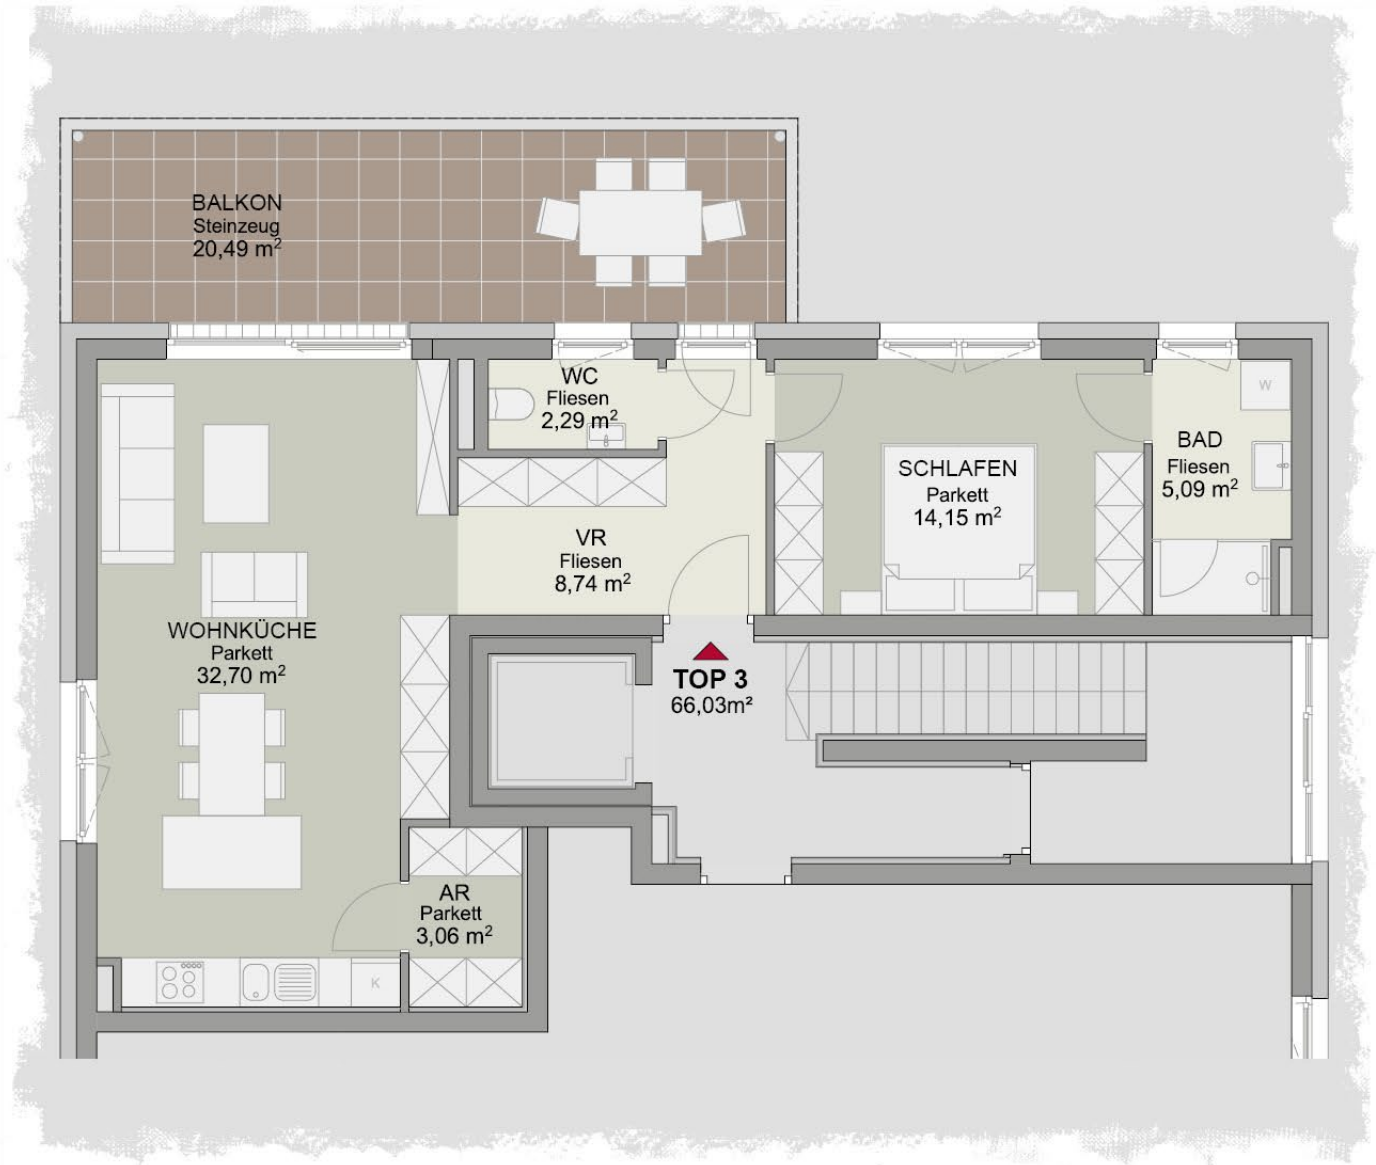 BALKON
Steinzeug
20,49 m²
WC
Fliesen
2,29 m²
W
BAD
Fliesen
5,09 m²
SCHLAFEN
Parkett
14,15 m²
VR
Fliesen
8,74 m²
WOHNKÜCHE
Parkett
32,70 m²
TOP 3
66,03m²
AR
Parkett
3,06 m²
K